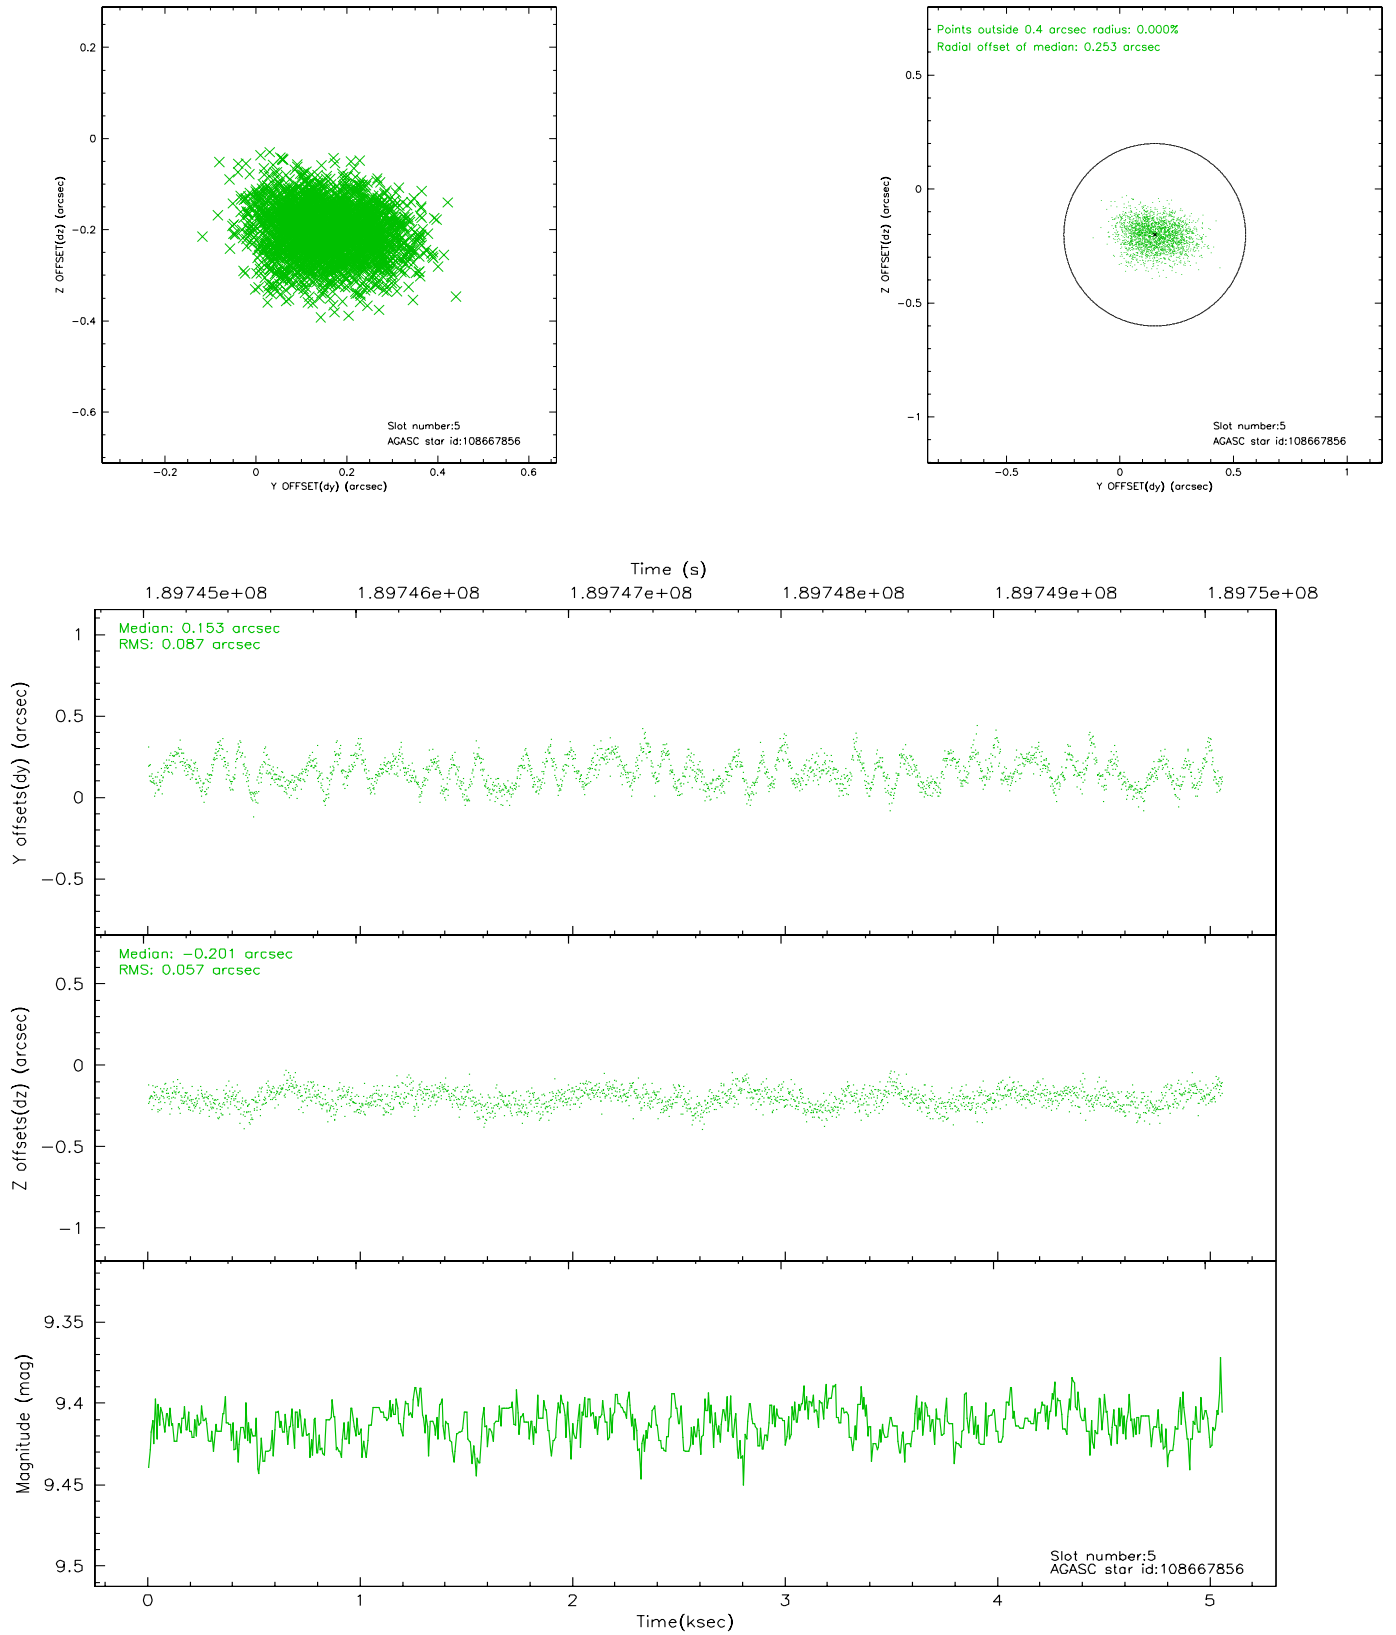 0.2
0
−0.2
−0.4
−0.6
Z OFFSET(dz) (arcsec)
Slot number:5
AGASC star id:108667856
−0.2 0 0.2 0.4 0.6
Y OFFSET(dy) (arcsec)
Points outside 0.4 arcsec radius: 0.000%
Radial offset of median: 0.253 arcsec
0.5
0
−0.5
−1
Z OFFSET(dz) (arcsec)
Slot number:5
AGASC star id:108667856
−0.5 0 0.5 1
Y OFFSET(dy) (arcsec)
Time (s)
1.89745e+08 1.89746e+08 1.89747e+08 1.89748e+08 1.89749e+08 1.8975e+08
Median: 0.153 arcsec
RMS: 0.087 arcsec
1
0.5
0
−0.5
Y offsets(dy) (arcsec)
Median: −0.201 arcsec
RMS: 0.057 arcsec
0.5
0
−0.5
−1
Z offsets(dz) (arcsec)
9.35
9.4
9.45
9.5
Magnitude (mag)
Slot number:5
AGASC star id:108667856
0 1 2 3 4 5
Time(ksec)